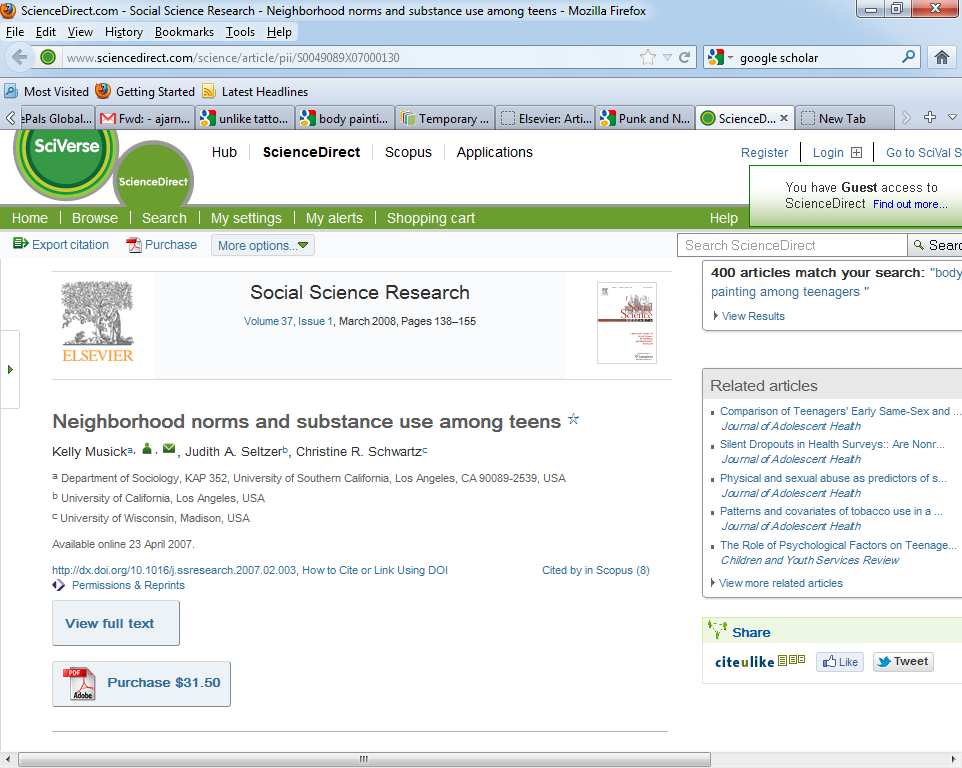 ScienceDirect.com - Social Science Research - Neighborhood norms and substance use among teens - Mozilla Firefox
File Edit View History Bookmarks Tools Help
www.sciencedirect.com/science/article/pii/S0049089X07000130
google scholar
Most Visited Getting Started Latest Headlines
ePals Global... Fwd: - ajarn... unlike tatto... body painti... Temporary ... Elsevier: Arti... Punk and N... ScienceD... New Tab
SciVerse
ScienceDirect
Hub ScienceDirect Scopus Applications
Register Login Go to SciVal S
You have Guest access to
ScienceDirect Find out more...
Home Browse Search My settings My alerts Shopping cart Help
Export citation Purchase More options...
Search ScienceDirect Sear
ELSEVIER
Social Science Research
Volume 37, Issue 1, March 2008, Pages 138–155
Social
Science
RESEARCH
400 articles match your search: "body
painting among teenagers "
View Results
Neighborhood norms and substance use among teens ☆
Kelly Musicka, , , Judith A. Seltzerb, Christine R. Schwartzc
a Department of Sociology, KAP 352, University of Southern California, Los Angeles, CA 90089-2539, USA
b University of California, Los Angeles, USA
c University of Wisconsin, Madison, USA
Available online 23 April 2007.
http://dx.doi.org/10.1016/j.ssresearch.2007.02.003, How to Cite or Link Using DOI
Cited by in Scopus (8)
Permissions & Reprints
View full text
PDF
Adobe
Purchase $31.50
Related articles
Comparison of Teenagers' Early Same-Sex and ...
Journal of Adolescent Health
Silent Dropouts in Health Surveys:: Are Nonr...
Journal of Adolescent Health
Physical and sexual abuse as predictors of s...
Journal of Adolescent Health
Patterns and covariates of tobacco use in a ...
Journal of Adolescent Health
The Role of Psychological Factors on Teenage...
Children and Youth Services Review
View more related articles
Share
citeulike Like Tweet